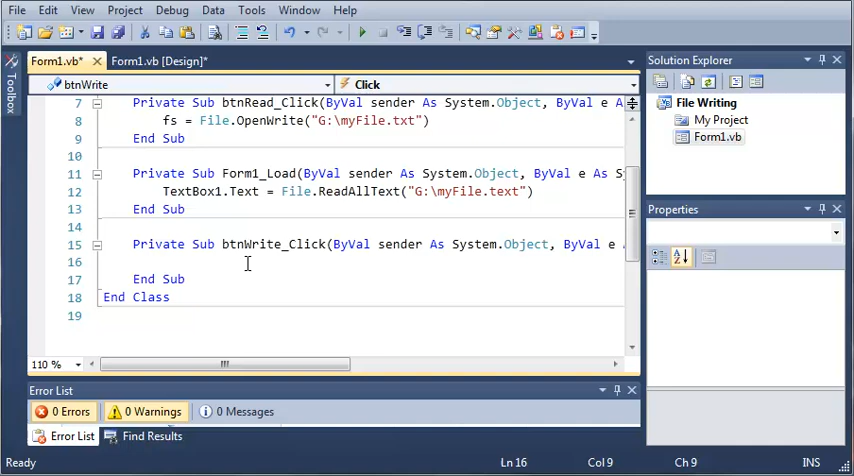 File Edit View Project Debug Data Tools Window Help
Form1.vb* Form1.vb [Design]*
btnWrite Click
Toolbox
7 Private Sub btnRead_Click(ByVal sender As System.Object, ByVal e A
8 fs = File.OpenWrite("G:\myFile.txt")
9 End Sub
10
11 Private Sub Form1_Load(ByVal sender As System.Object, ByVal e As S
12 TextBox1.Text = File.ReadAllText("G:\myFile.text")
13 End Sub
14
15 Private Sub btnWrite_Click(ByVal sender As System.Object, ByVal e
16
17 End Sub
18 End Class
19
110 %
Error List
0 Errors 0 Warnings 0 Messages
Error List Find Results
Solution Explorer
File Writing
My Project
Form1.vb
Properties
Ready Ln 16 Col 9 Ch 9 INS